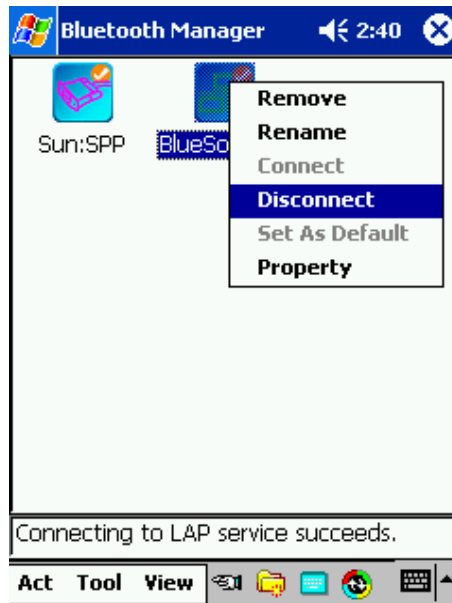 Bluetooth Manager 2:40
Remove
Rename
Connect
Disconnect
Set As Default
Property
Sun:SPP
BlueSo
Connecting to LAP service succeeds.
Act Tool View